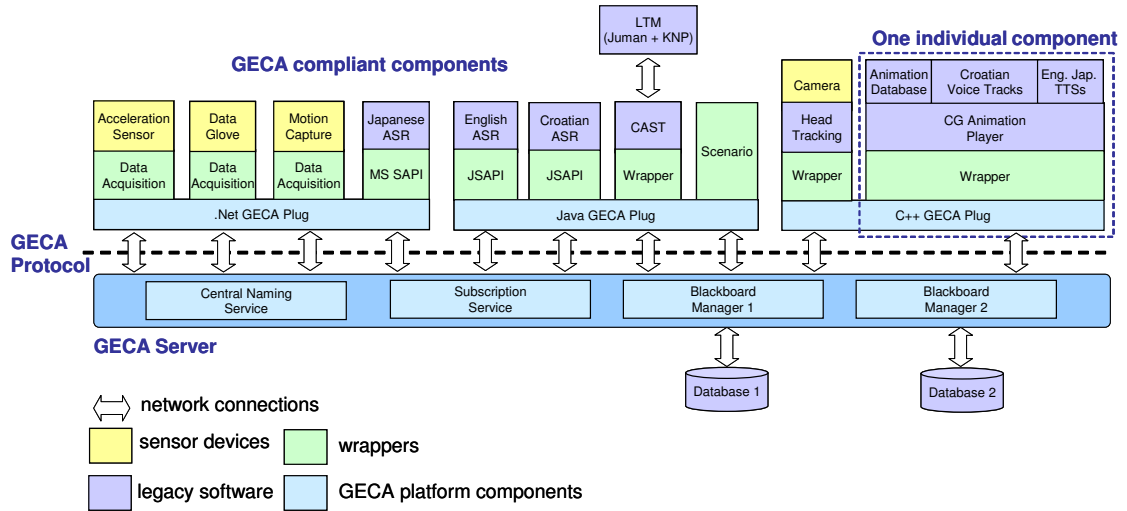 LTM
(Juman + KNP)
One individual component
GECA compliant components
Acceleration
Sensor
Data
Acquisition
Data
Glove
Data
Acquisition
Motion
Capture
Data
Acquisition
Japanese
ASR
MS SAPI
.Net GECA Plug
English
ASR
JSAPI
Croatian
ASR
JSAPI
CAST
Wrapper
Scenario
Java GECA Plug
Camera
Head
Tracking
Wrapper
Animation
Database
Croatian
Voice Tracks
Eng. Jap.
TTSs
CG Animation
Player
Wrapper
C++ GECA Plug
GECA
Protocol
Central Naming
Service
Subscription
Service
Blackboard
Manager 1
Blackboard
Manager 2
GECA Server
Database 1
Database 2
network connections
sensor devices
wrappers
legacy software
GECA platform components